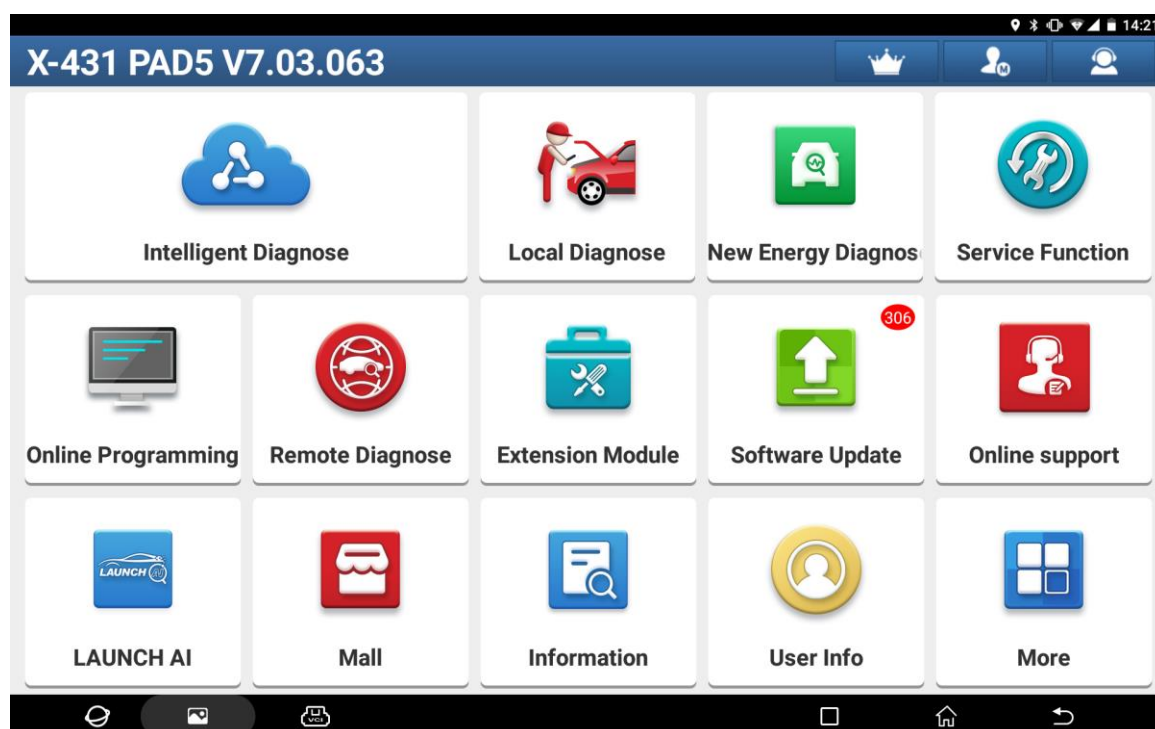 14:21
X-431 PAD5 V7.03.063
M
Intelligent Diagnose
Local Diagnose
New Energy Diagnos
Service Function
306
Online Programming
Remote Diagnose
Extension Module
Software Update
Online support
LAUNCH
LAUNCH AI
Mall
Information
User Info
More
VCI